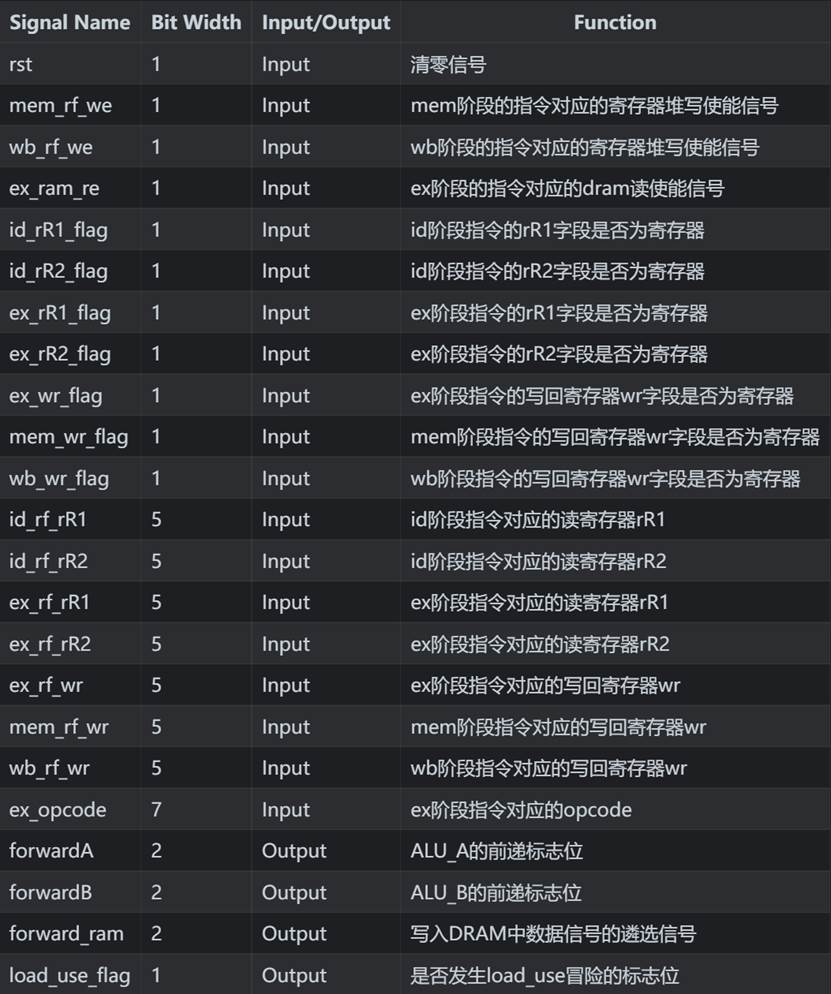 Signal Name Bit Width Input/Output Function
rst 1 Input 清零信号
mem_rf_we 1 Input mem阶段的指令对应的寄存器堆写使能信号
wb_rf_we 1 Input wb阶段的指令对应的寄存器堆写使能信号
ex_ram_re 1 Input ex阶段的指令对应的dram读使能信号
id_rR1_flag 1 Input id阶段指令的rR1字段是否为寄存器
id_rR2_flag 1 Input id阶段指令的rR2字段是否为寄存器
ex_rR1_flag 1 Input ex阶段指令的rR1字段是否为寄存器
ex_rR2_flag 1 Input ex阶段指令的rR2字段是否为寄存器
ex_wr_flag 1 Input ex阶段指令的写回寄存器wr字段是否为寄存器
mem_wr_flag 1 Input mem阶段指令的写回寄存器wr字段是否为寄存器
wb_wr_flag 1 Input wb阶段指令的写回寄存器wr字段是否为寄存器
id_rf_rR1 5 Input id阶段指令对应的读寄存器rR1
id_rf_rR2 5 Input id阶段指令对应的读寄存器rR2
ex_rf_rR1 5 Input ex阶段指令对应的读寄存器rR1
ex_rf_rR2 5 Input ex阶段指令对应的读寄存器rR2
ex_rf_wr 5 Input ex阶段指令对应的写回寄存器wr
mem_rf_wr 5 Input mem阶段指令对应的写回寄存器wr
wb_rf_wr 5 Input wb阶段指令对应的写回寄存器wr
ex_opcode 7 Input ex阶段指令对应的opcode
forwardA 2 Output ALU_A的前递标志位
forwardB 2 Output ALU_B的前递标志位
forward_ram 2 Output 写入DRAM中数据信号的遴选信号
load_use_flag 1 Output 是否发生load_use冒险的标志位